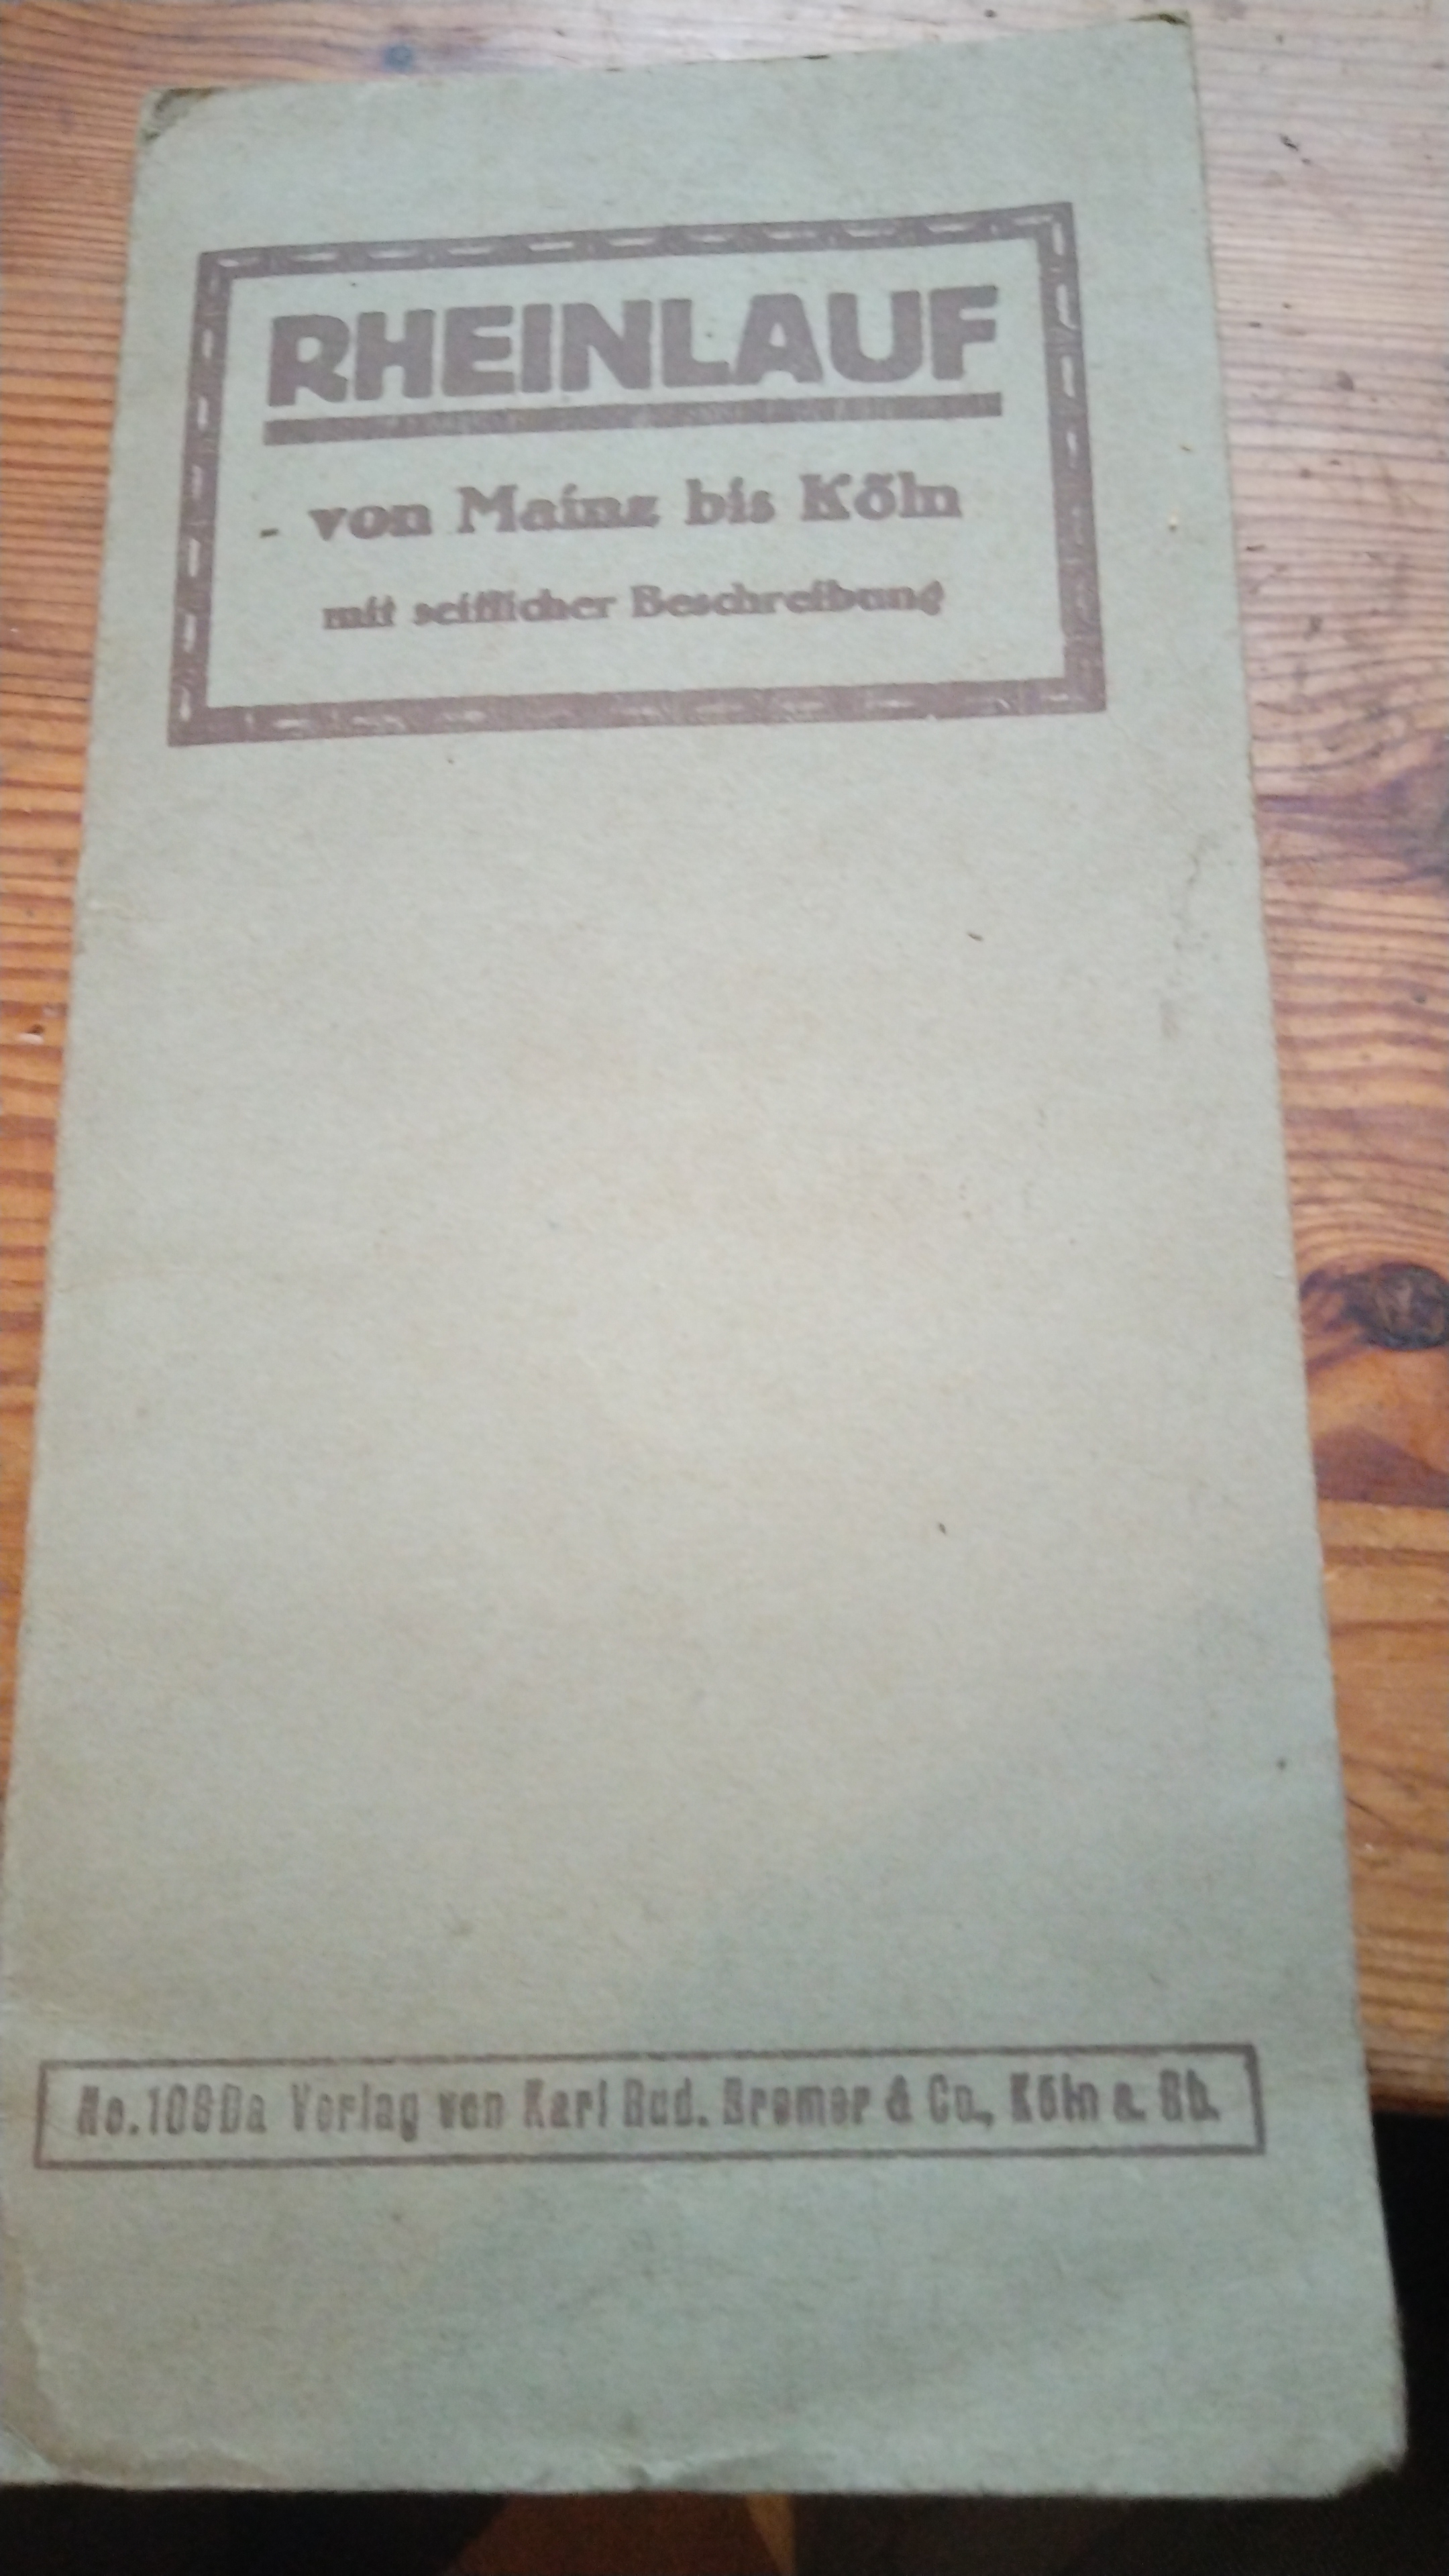 RHEINLAUF
- von Mainz bis Köln
mit seitlicher Beschreibung
No. 108Da Verlag von Karl Rud. Bremer & Co., Köln a. Rh.